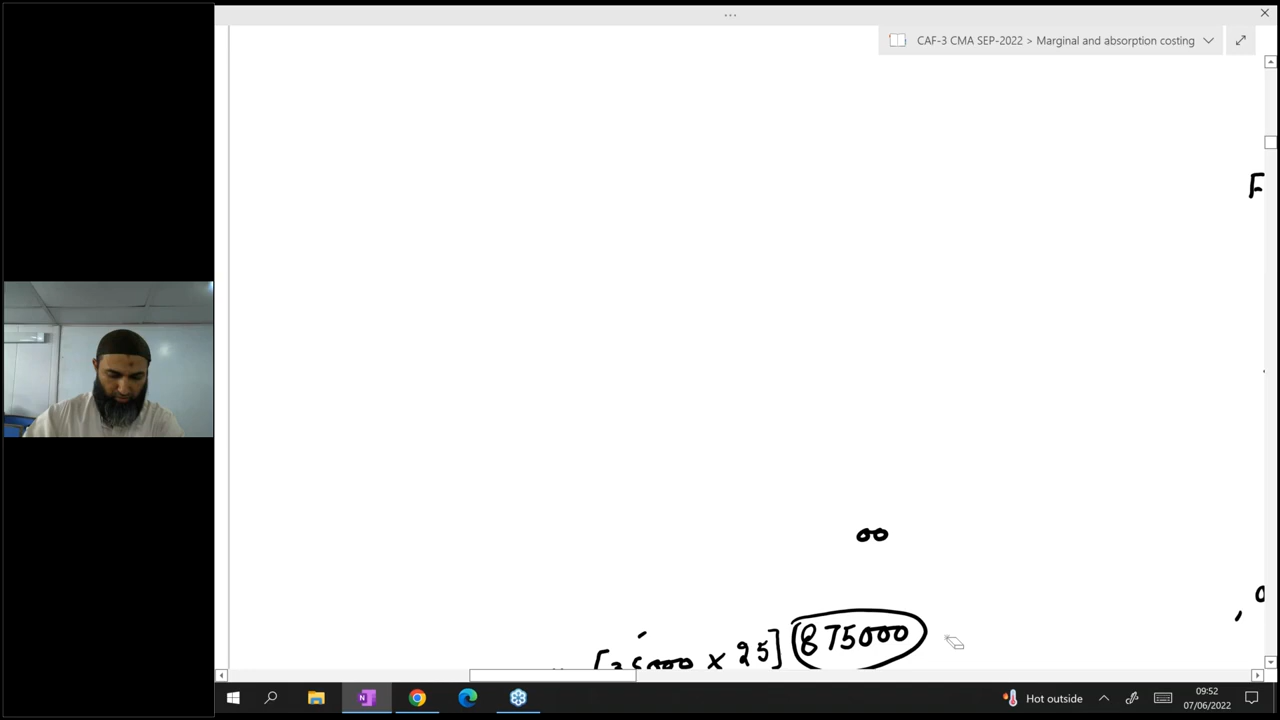 ...
CAF-3 CMA SEP-2022 > Marginal and absorption costing
F
00
[35000 × 25] 875000
Hot outside
09:52
07/06/2022